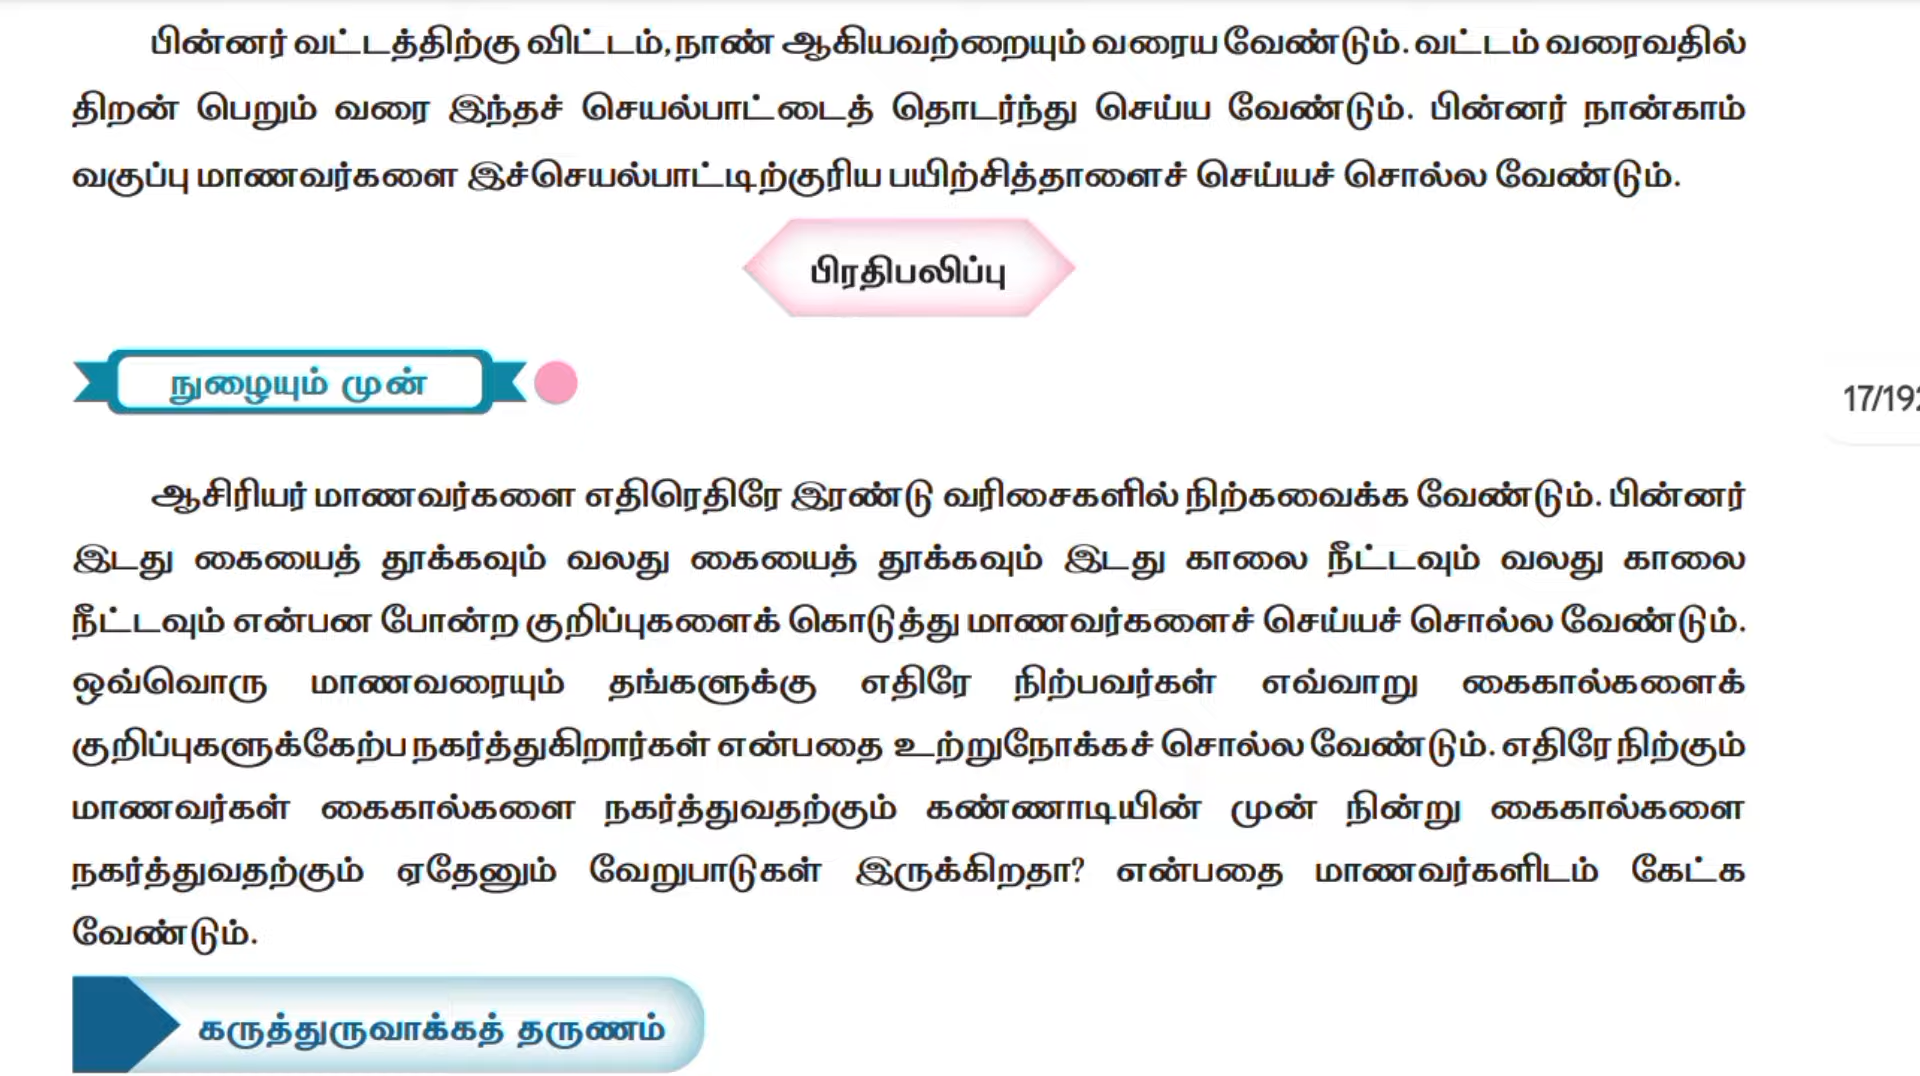 பின்னர் வட்டத்திற்கு விட்டம், நாண் ஆகியவற்றையும் வரைய வேண்டும். வட்டம் வரைவதில்
திறன் பெறும் வரை இந்தச் செயல்பாட்டைத் தொடர்ந்து செய்ய வேண்டும். பின்னர் நான்காம்
வகுப்பு மாணவர்களை இச்செயல்பாட்டிற்குரிய பயிற்சித்தாளைச் செய்யச் சொல்ல வேண்டும்.
பிரதிபலிப்பு
நுழையும் முன்
ஆசிரியர் மாணவர்களை எதிரெதிரே இரண்டு வரிசைகளில் நிற்கவைக்க வேண்டும். பின்னர்
இடது கையைத் தூக்கவும் வலது கையைத் தூக்கவும் இடது காலை நீட்டவும் வலது காலை
நீட்டவும் என்பன போன்ற குறிப்புகளைக் கொடுத்து மாணவர்களைச் செய்யச் சொல்ல வேண்டும்.
ஒவ்வொரு மாணவரையும் தங்களுக்கு எதிரே நிற்பவர்கள் எவ்வாறு கைகால்களைக்
குறிப்புகளுக்கேற்ப நகர்த்துகிறார்கள் என்பதை உற்றுநோக்கச் சொல்ல வேண்டும். எதிரே நிற்கும்
மாணவர்கள் கைகால்களை நகர்த்துவதற்கும் கண்ணாடியின் முன் நின்று கைகால்களை
நகர்த்துவதற்கும் ஏதேனும் வேறுபாடுகள் இருக்கிறதா? என்பதை மாணவர்களிடம் கேட்க
வேண்டும்.
கருத்துருவாக்கத் தருணம்